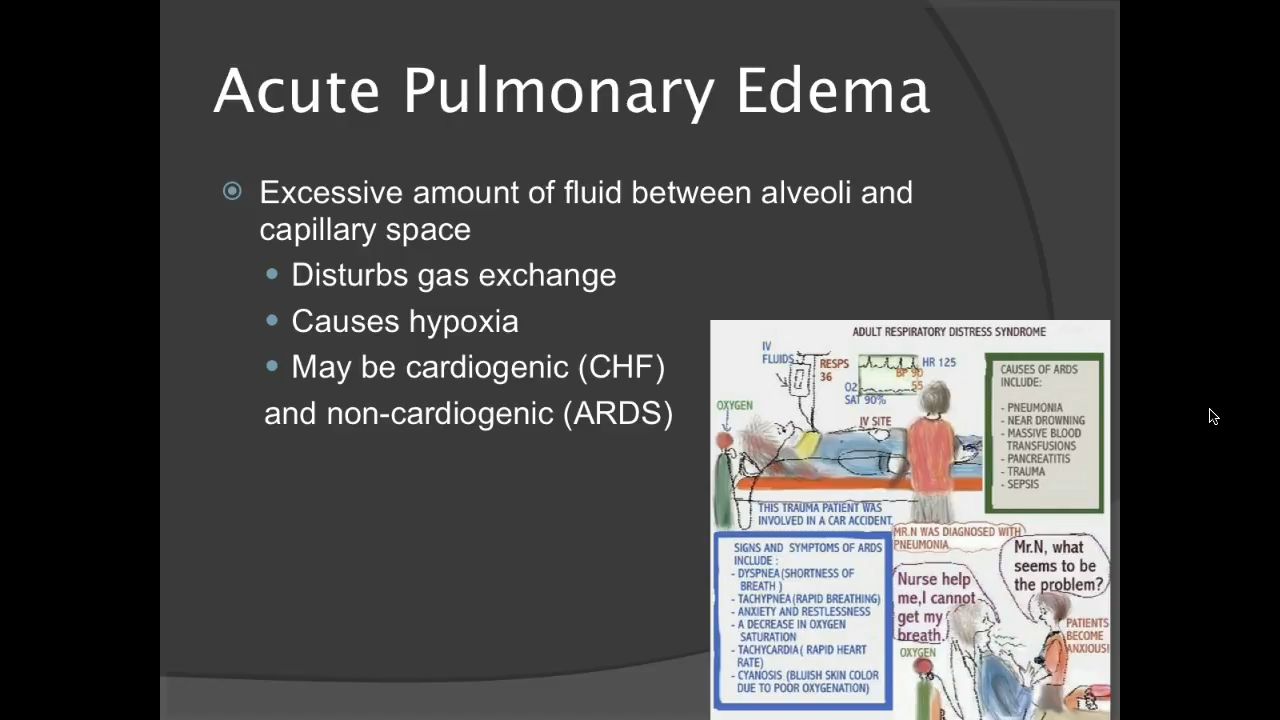 Acute Pulmonary Edema
Excessive amount of fluid between alveoli and
capillary space
Disturbs gas exchange
Causes hypoxia
May be cardiogenic (CHF)
and non-cardiogenic (ARDS)
ADULT RESPIRATORY DISTRESS SYNDROME
IV
FLUIDS
RESPS
36
HR 125
BP 90
55
O2
SAT 90%
OXYGEN
IV SITE
CAUSES OF ARDS
INCLUDE:
- PNEUMONIA
- NEAR DROWNING
- MASSIVE BLOOD
TRANSFUSIONS
- PANCREATITIS
- TRAUMA
- SEPSIS
THIS TRAUMA PATIENT WAS
INVOLVED IN A CAR ACCIDENT.
SIGNS AND SYMPTOMS OF ARDS
INCLUDE :
- DYSPNEA(SHORTNESS OF
BREATH )
- TACHYPNEA(RAPID BREATHING)
- ANXIETY AND RESTLESSNESS
- A DECREASE IN OXYGEN
SATURATION
- TACHYCARDIA( RAPID HEART
RATE)
- CYANOSIS (BLUISH SKIN COLOR
DUE TO POOR OXYGENATION)
MR.N WAS DIAGNOSED WITH
PNEUMONIA
Mr.N, what
seems to be
the problem?
Nurse help
me,I cannot
get my
breath.
OXYGEN
PATIENTS
BECOME
ANXIOUS!